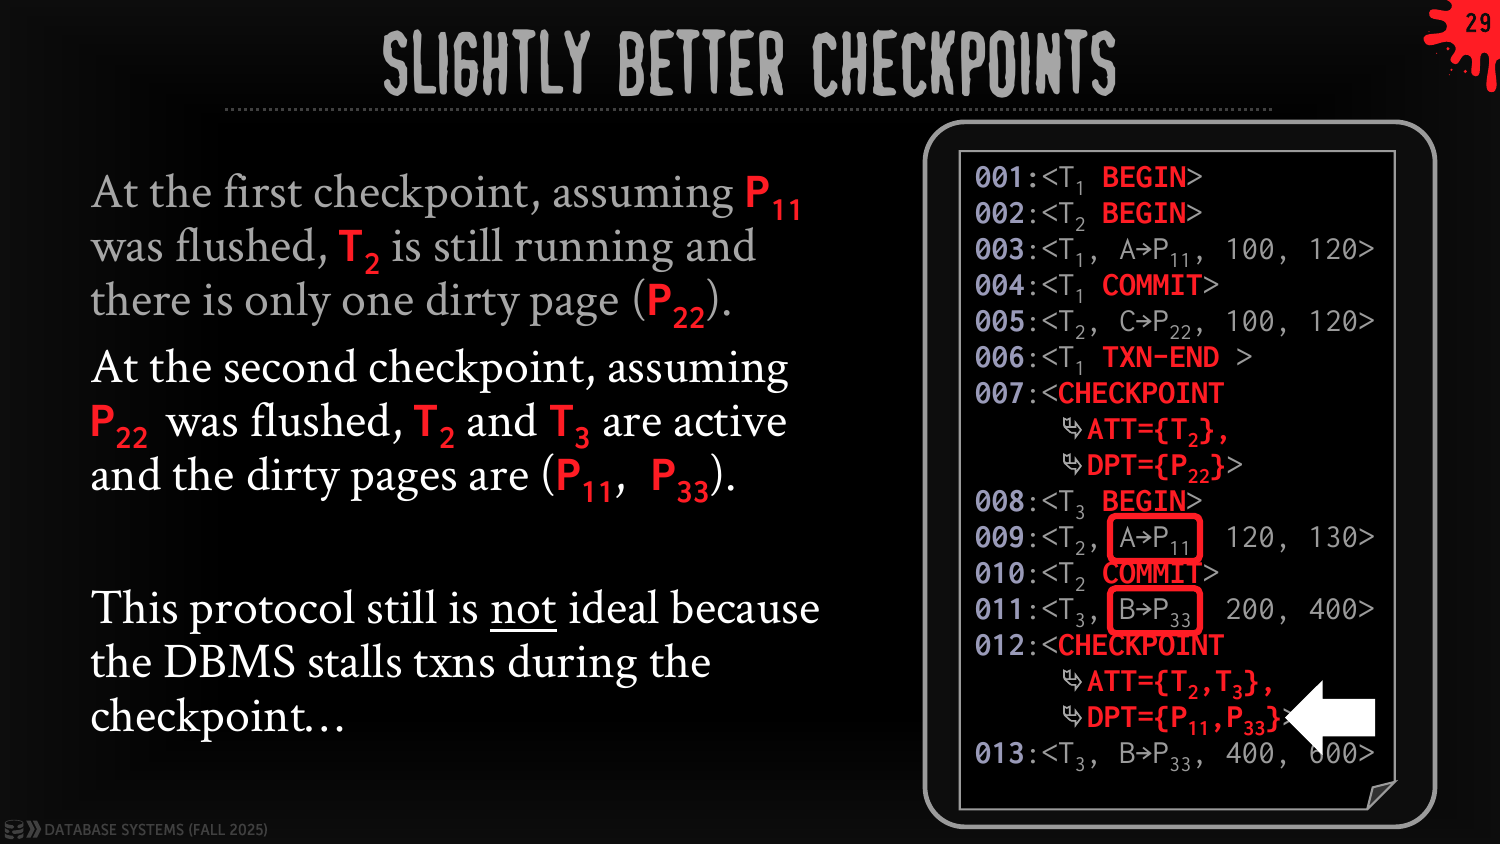 SLIGHTLY BETTER CHECKPOINTS
29
At the first checkpoint, assuming P11
was flushed, T2 is still running and
there is only one dirty page (P22).
At the second checkpoint, assuming
P22 was flushed, T2 and T3 are active
and the dirty pages are (P11, P33).
This protocol still is not ideal because
the DBMS stalls txns during the
checkpoint…
001:<T1 BEGIN>
002:<T2 BEGIN>
003:<T1, A→P11, 100, 120>
004:<T1 COMMIT>
005:<T2, C→P22, 100, 120>
006:<T1 TXN-END >
007:<CHECKPOINT
⮡ATT={T2},
⮡DPT={P22}>
008:<T3 BEGIN>
009:<T2, A→P11 120, 130>
010:<T2 COMMIT>
011:<T3, B→P33 200, 400>
012:<CHECKPOINT
⮡ATT={T2,T3},
⮡DPT={P11,P33}>
013:<T3, B→P33, 400, 600>
DATABASE SYSTEMS (FALL 2025)